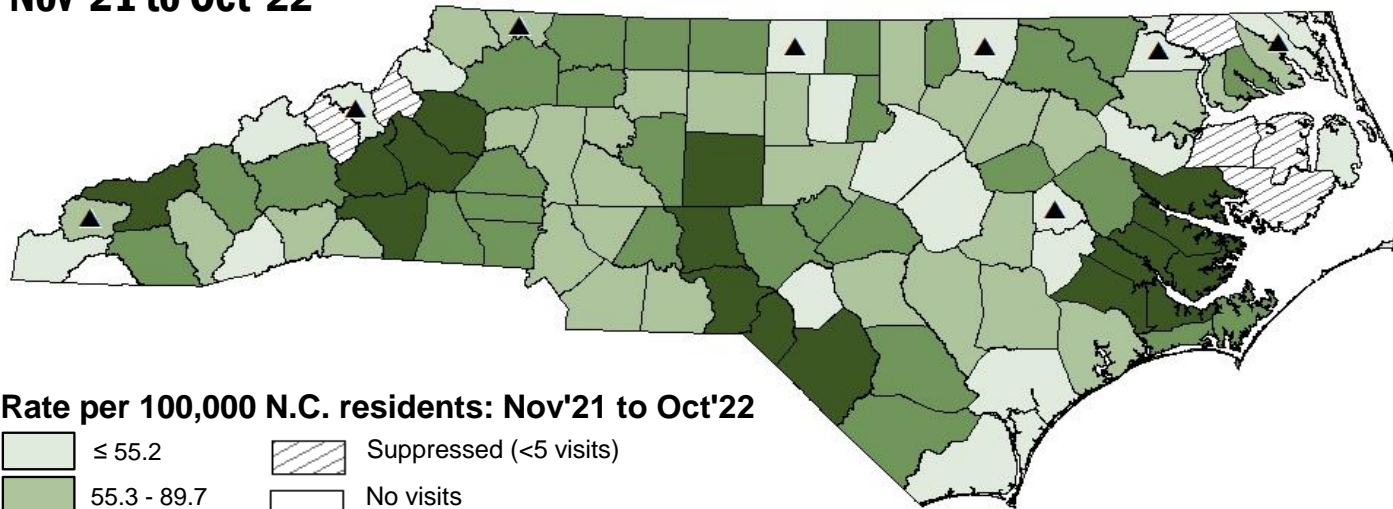 Nov'21 to Oct'22
Rate per 100,000 N.C. residents: Nov'21 to Oct'22
≤ 55.2
Suppressed (<5 visits)
55.3 - 89.7
No visits